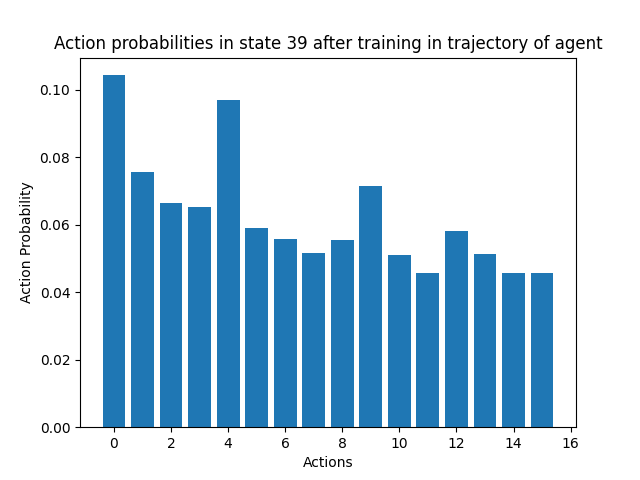 Action probabilities in state 39 after training in trajectory of agent
0.10
0.08
0.06
0.04
0.02
0.00
Action Probability
0 2 4 6 8 10 12 14 16
Actions